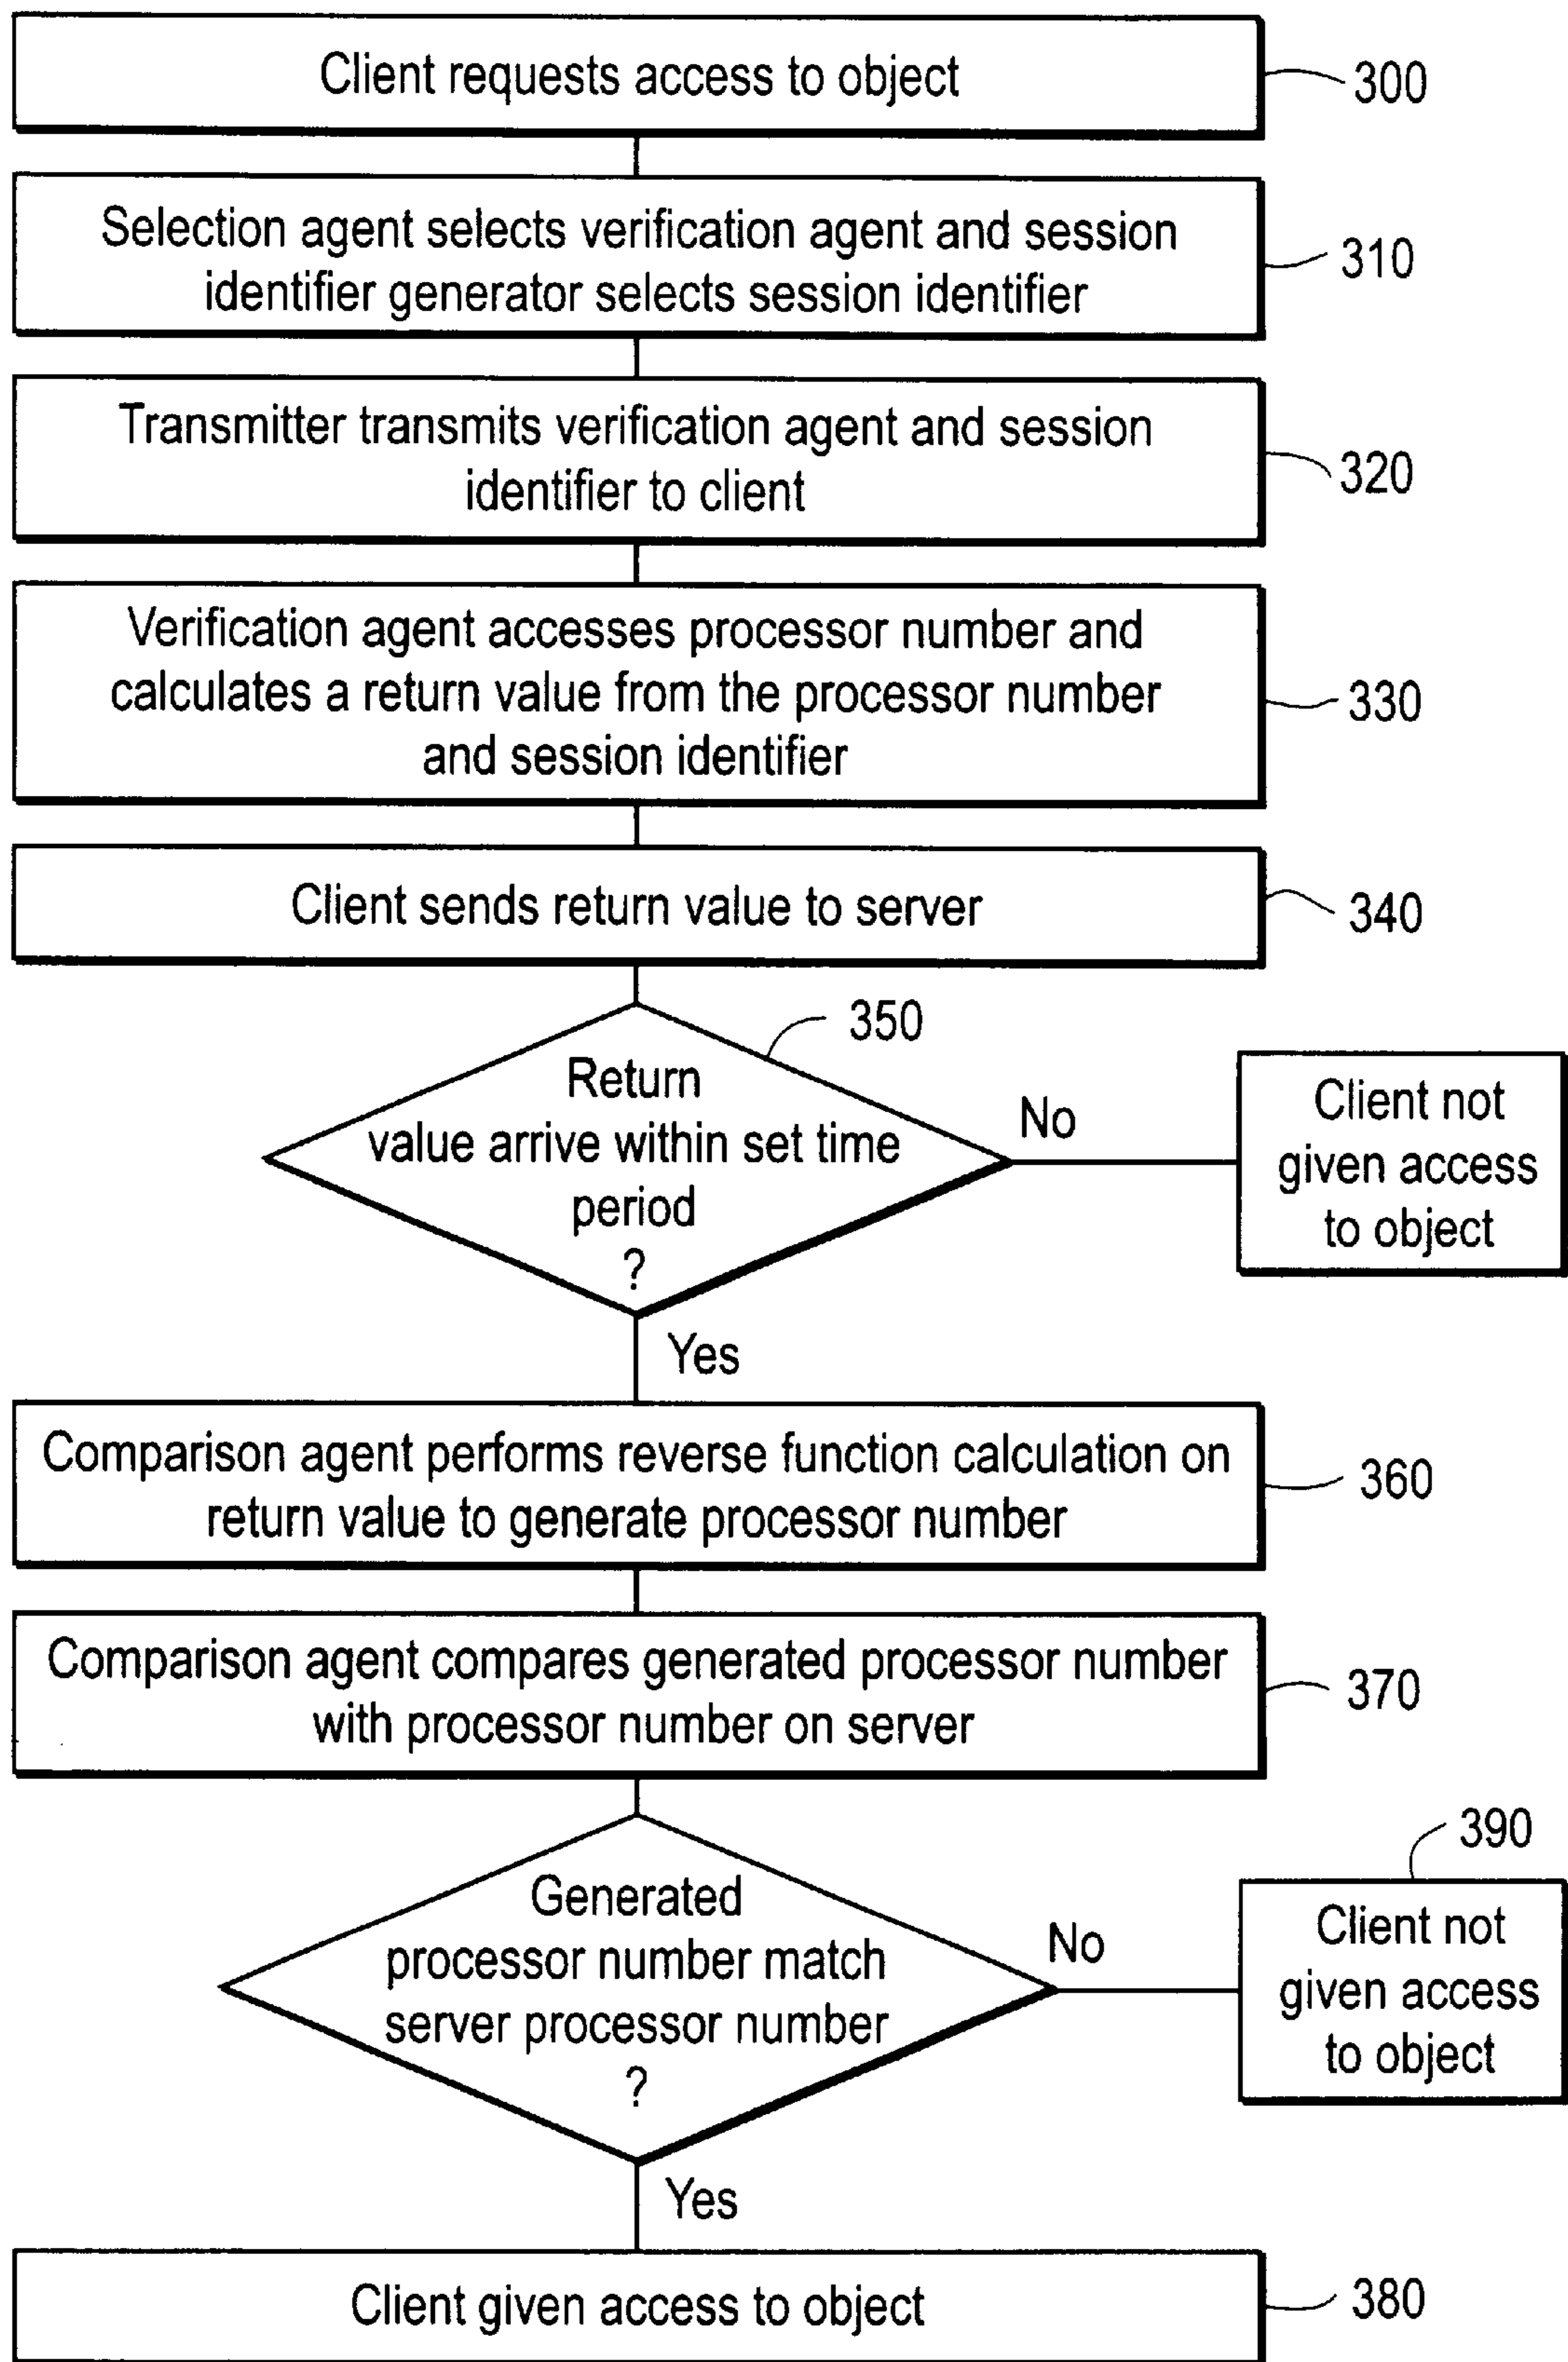 Client requests access to object
300
Selection agent selects verification agent and session
identifier generator selects session identifier
310
Transmitter transmits verification agent and session
identifier to client
320
Verification agent accesses processor number and
calculates a return value from the processor number
and session identifier
330
Client sends return value to server
340
350
Return
value arrive within set time
period
?
No
Client not
given access
to object
Yes
Comparison agent performs reverse function calculation on
return value to generate processor number
360
Comparison agent compares generated processor number
with processor number on server
370
Generated
processor number match
server processor number
?
No
390
Client not
given access
to object
Yes
Client given access to object
380